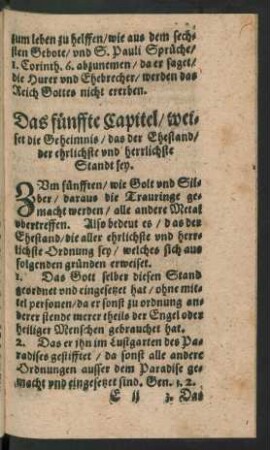 zum leben zu helffen/wie aus dem sechs-
sten Gebote/ vnd S. Pauli Sprüche/
1. Corinth. 6. abzunemen/ da er saget/
die Hurer vnd Ehebrecher/ werden das
Reich Gottes nicht ererben.
Das fünffte Capitel/ wei-
set die Geheimnis/ das der Ehestand/
der ehrlichste vnd herrlichste
Standt sey.
ZVm fünfften/ wie Golt vnd Sil-
ber/ daraus die Trauringe ge-
macht werden/ alle andere Metal
vbertreffen. Also bedeut es/ das der
Ehestand/die aller ehrlichste vnd herr-
lichste Ordnung sey/ welches sich aus
folgenden gründen erweiset.
1. Das Gott selber diesen Stand
geordnet vnd eingesetzet hat/ohne mit-
tel personen/da er sonst zu ordnung an-
derer stende merer theils der Engel oder
heiliger Menschen gebrauchet hat.
2. Das er ihn im Lustgarten des Pa-
radises gestifftet/ da sonst alle andere
Ordnungen ausser dem Paradise ge-
macht vnd eingesetzet sind. Gen. 1. 2.
E ij 3. Das